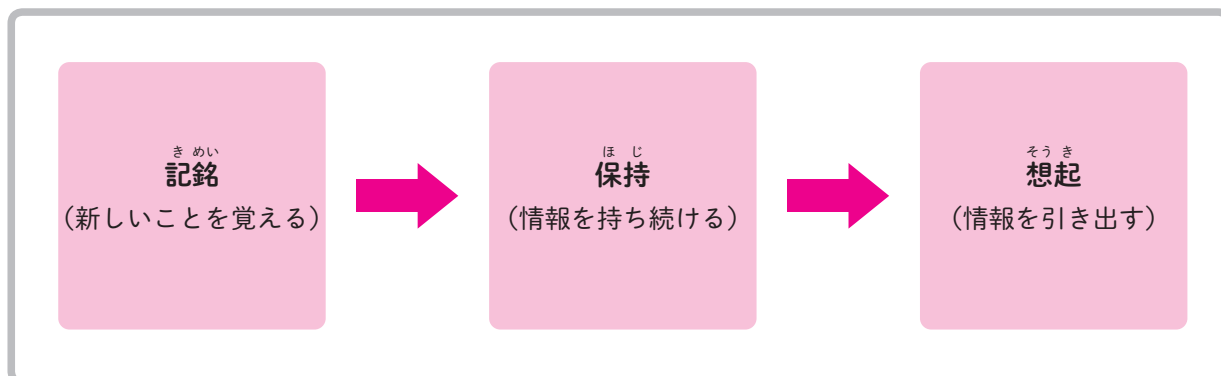 き めい
記銘
(新しいことを覚える)
ほ じ
保持
(情報を持ち続ける)
そう き
想起
(情報を引き出す)